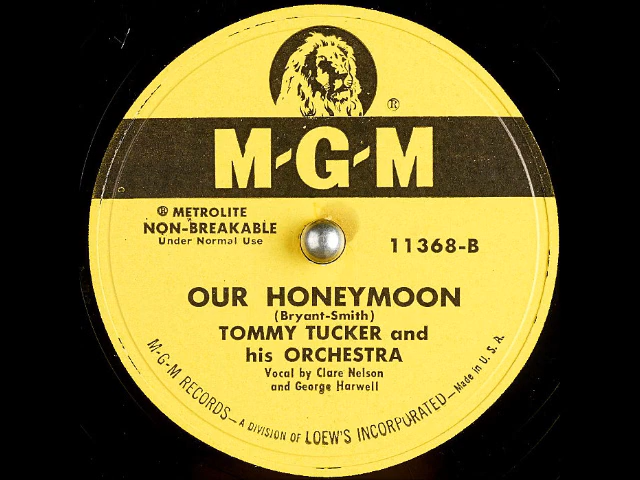 ®
M-G-M
® METROLITE
NON-BREAKABLE
Under Normal Use
11368-B
OUR HONEYMOON
(Bryant-Smith)
TOMMY TUCKER and
his ORCHESTRA
Vocal by Clare Nelson
and George Harwell
M-G-M RECORDS—A DIVISION OF LOEW'S INCORPORATED—Made in U. S. A.